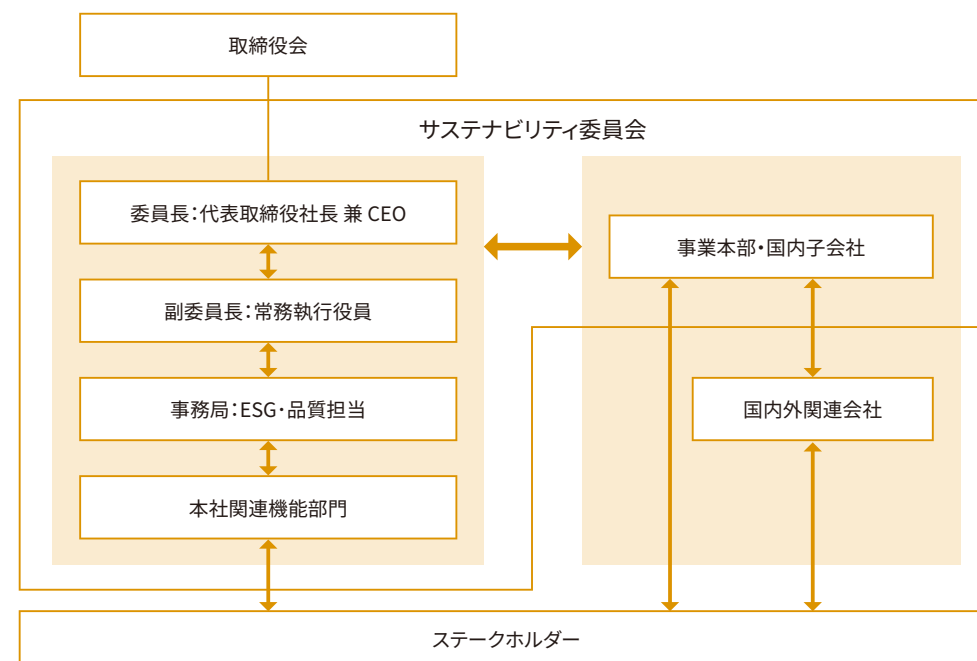 取締役会
サステナビリティ委員会
委員長：代表取締役社長 兼 CEO
副委員長：常務執行役員
事務局：ESG・品質担当
本社関連機能部門
事業本部・国内子会社
国内外関連会社
ステークホルダー